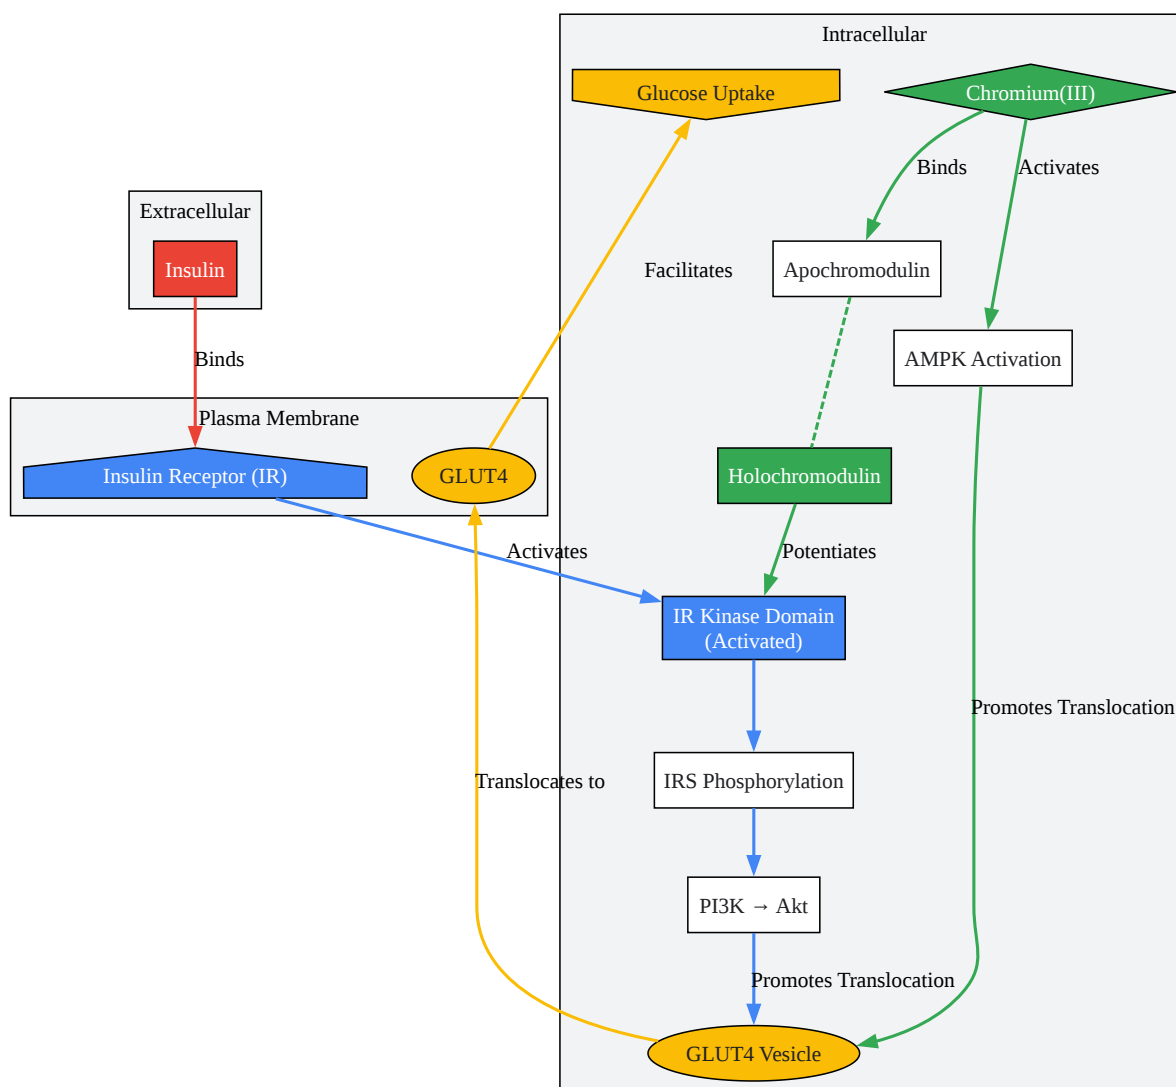 Intracellular
Glucose Uptake
Chromium(III)
Binds
Activates
Extracellular
Insulin
Facilitates
Apochromodulin
Binds
AMPK Activation
Plasma Membrane
Insulin Receptor (IR)
GLUT4
Holochromodulin
Activates
Potentiates
IR Kinase Domain
(Activated)
Promotes Translocation
Translocates to
IRS Phosphorylation
PI3K → Akt
Promotes Translocation
GLUT4 Vesicle